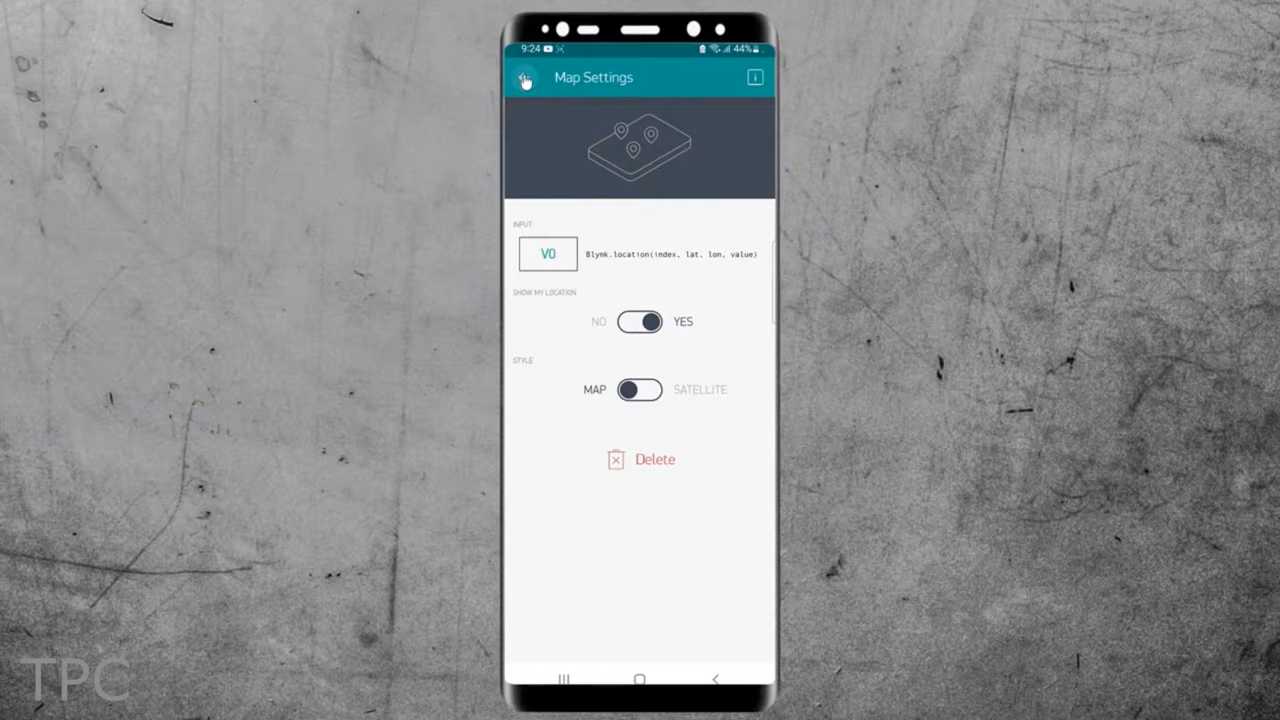 9:24 44%
Map Settings
INPUT
V0 Blynk.location(index, lat, lon, value)
SHOW MY LOCATION
NO YES
STYLE
MAP SATELLITE
Delete
TPC